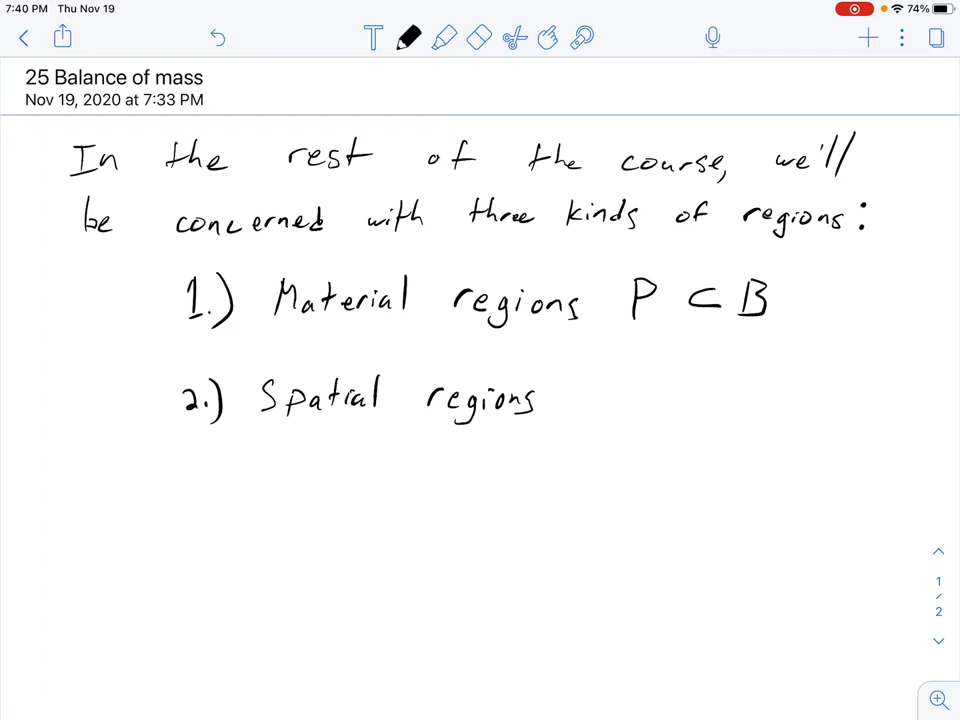 7:40 PM Thu Nov 19
74%
25 Balance of mass
Nov 19, 2020 at 7:33 PM
In the rest of the course, we'll
be concerned with three kinds of regions:
1.) Material regions P ⊂ B
2.) Spatial regions
1
/
2